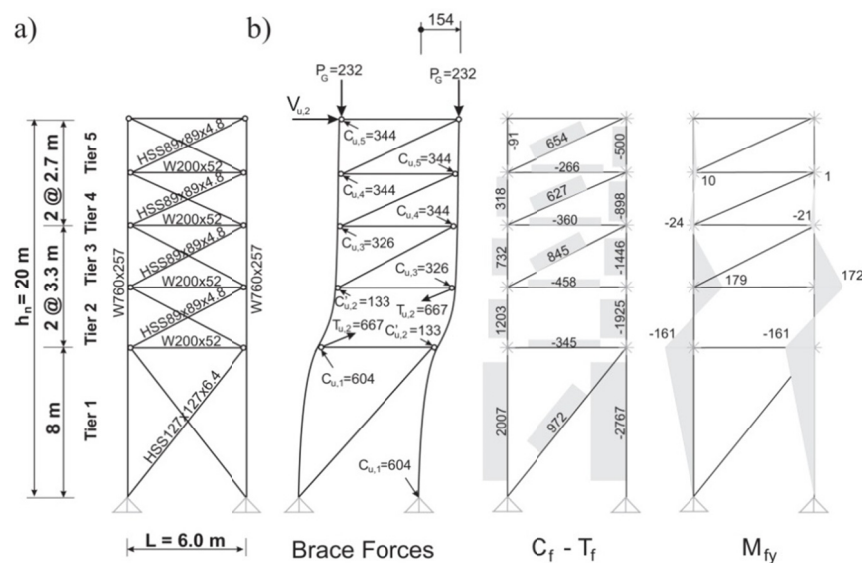 a)
b)
154
P_G=232
P_G=232
V_u,2
C_u,5=344
C_u,5=344
C_u,4=344
C_u,4=344
C_u,3=326
C_u,3=326
C'_u,2=133
T_u,2=667
T_u,2=667
C'_u,2=133
C_u,1=604
C_u,1=604
h_n = 20 m
2 @ 2.7 m
2 @ 3.3 m
8 m
Tier 5
Tier 4
Tier 3
Tier 2
Tier 1
HSS89x89x4.8
W200x52
HSS89x89x4.8
W200x52
HSS89x89x4.8
W200x52
HSS89x89x4.8
W200x52
HSS127x127x6.4
W760x257
W760x257
L = 6.0 m
-91
654
-500
-266
318
627
-898
-360
732
845
-1446
-458
1203
-1925
-345
2007
972
-2767
10
1
-24
-21
179
172
-161
-161
Brace Forces
C_f - T_f
M_fy